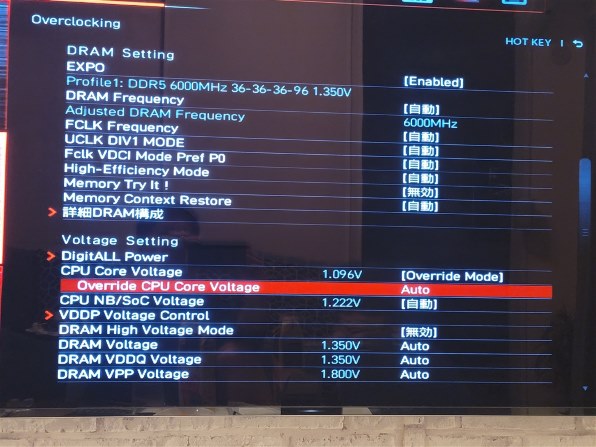 Overclocking
HOT KEY |
DRAM Setting
EXPO [Enabled]
Profile1: DDR5 6000MHz 36-36-36-96 1.350V
DRAM Frequency [自動]
Adjusted DRAM Frequency 6000MHz
FCLK Frequency [自動]
UCLK DIV1 MODE [自動]
Fclk VDCI Mode Pref P0 [自動]
High-Efficiency Mode [自動]
Memory Try It ! [無効]
Memory Context Restore [自動]
> 詳細DRAM構成
Voltage Setting
> DigitALL Power
CPU Core Voltage 1.096V [Override Mode]
Override CPU Core Voltage Auto
CPU NB/SoC Voltage 1.222V [自動]
> VDDP Voltage Control
DRAM High Voltage Mode [無効]
DRAM Voltage 1.350V Auto
DRAM VDDQ Voltage 1.350V Auto
DRAM VPP Voltage 1.800V Auto